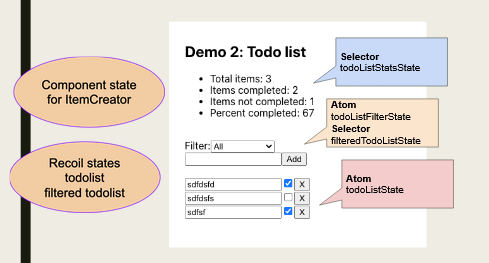 Demo 2: Todo list
Total items: 3
Items completed: 2
Items not completed: 1
Percent completed: 67
Selector
todoListStatsState
Component state
for ItemCreator
Filter: All
Add
Atom
todoListFilterState
Selector
filteredTodoListState
Recoil states
todolist
filtered todolist
sdfdsfd X
sdfdsfs X
sdfsf X
Atom
todoListState